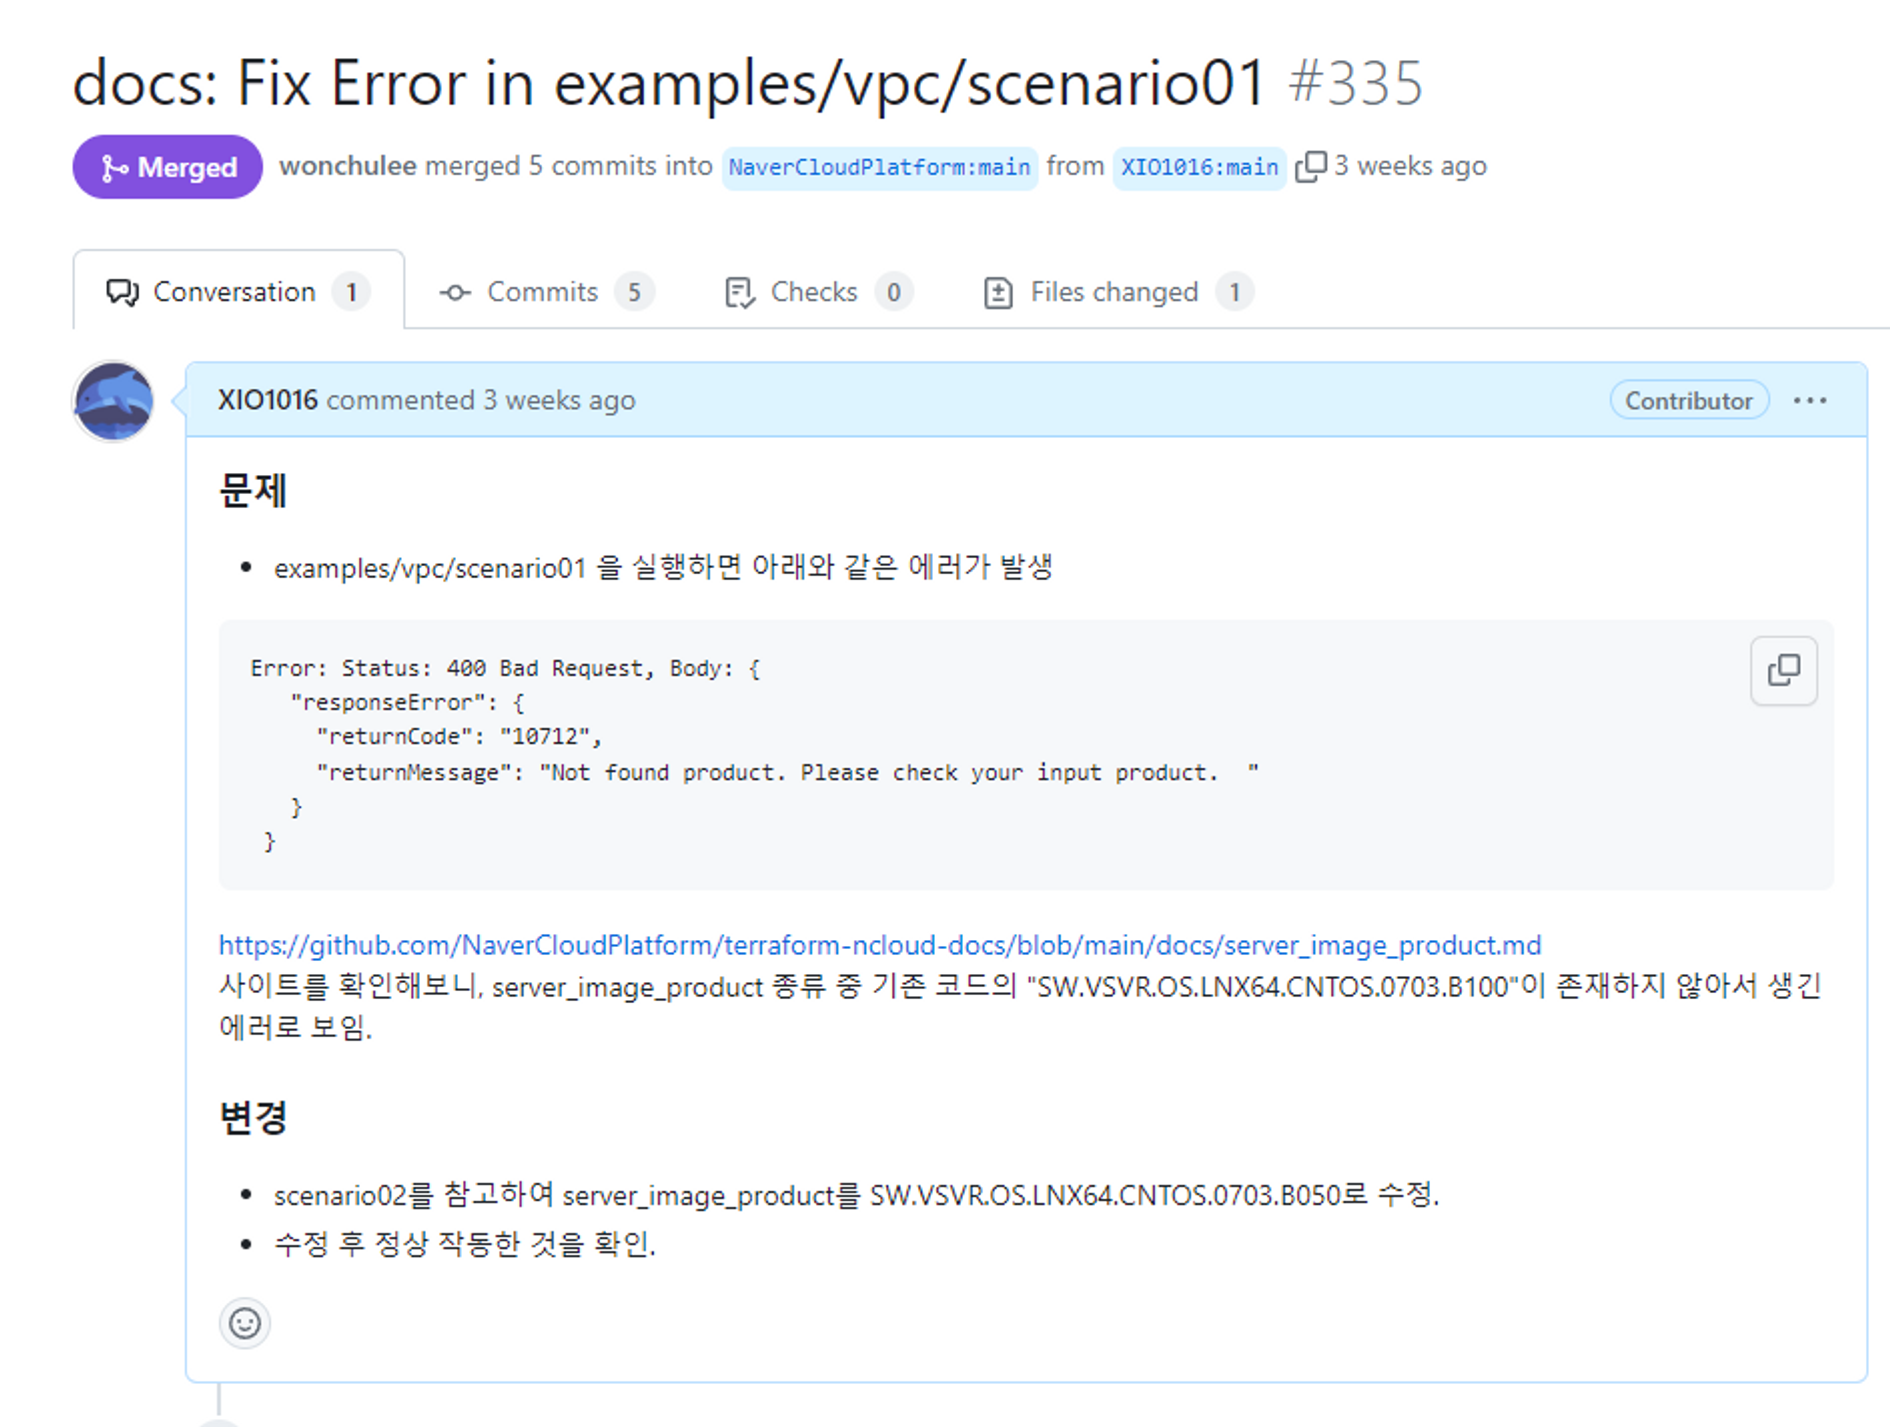 docs: Fix Error in examples/vpc/scenario01 #335
Merged wonchulee merged 5 commits into NaverCloudPlatform:main from XIO1016:main 3 weeks ago
Conversation 1 Commits 5 Checks 0 Files changed 1
XIO1016 commented 3 weeks ago Contributor ...
문제
• examples/vpc/scenario01 을 실행하면 아래와 같은 에러가 발생
Error: Status: 400 Bad Request, Body: {
"responseError": {
"returnCode": "10712",
"returnMessage": "Not found product. Please check your input product.  "
}
}
https://github.com/NaverCloudPlatform/terraform-ncloud-docs/blob/main/docs/server_image_product.md
사이트를 확인해보니, server_image_product 종류 중 기존 코드의 "SW.VSVR.OS.LNX64.CNTOS.0703.B100"이 존재하지 않아서 생긴
에러로 보임.
변경
• scenario02를 참고하여 server_image_product를 SW.VSVR.OS.LNX64.CNTOS.0703.B050로 수정.
• 수정 후 정상 작동한 것을 확인.